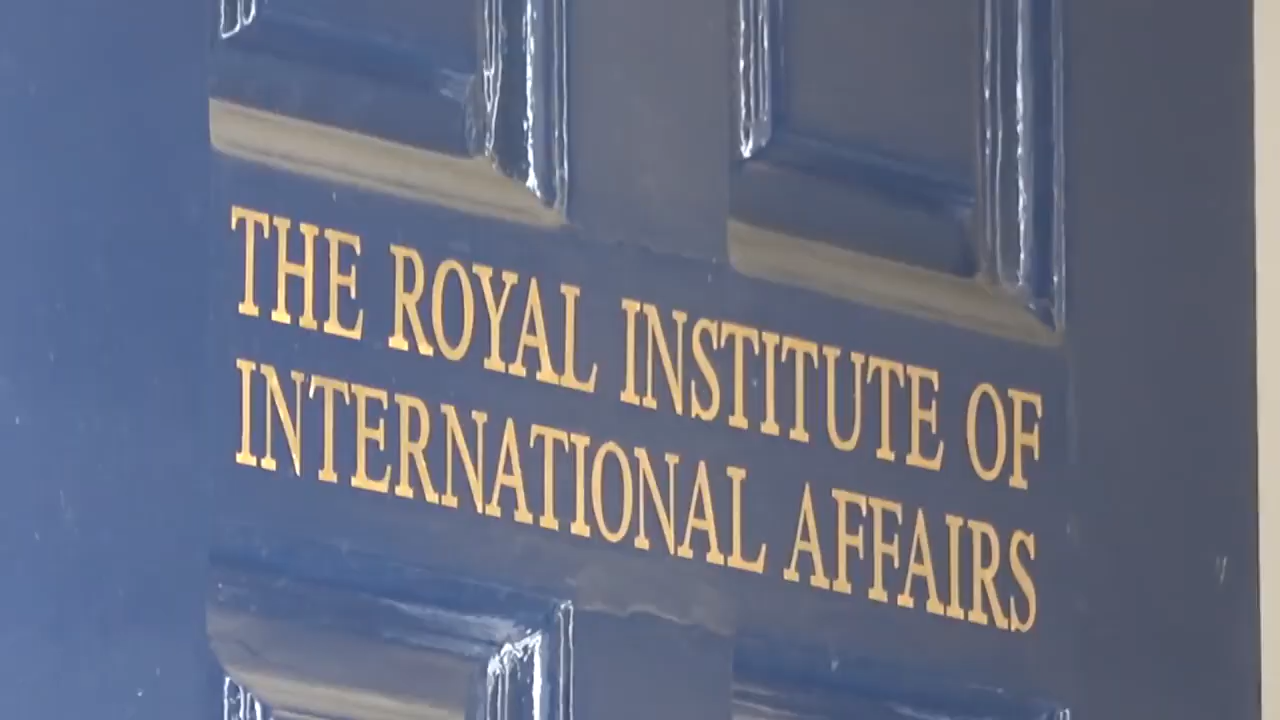 THE ROYAL INSTITUTE OF
INTERNATIONAL AFFAIRS